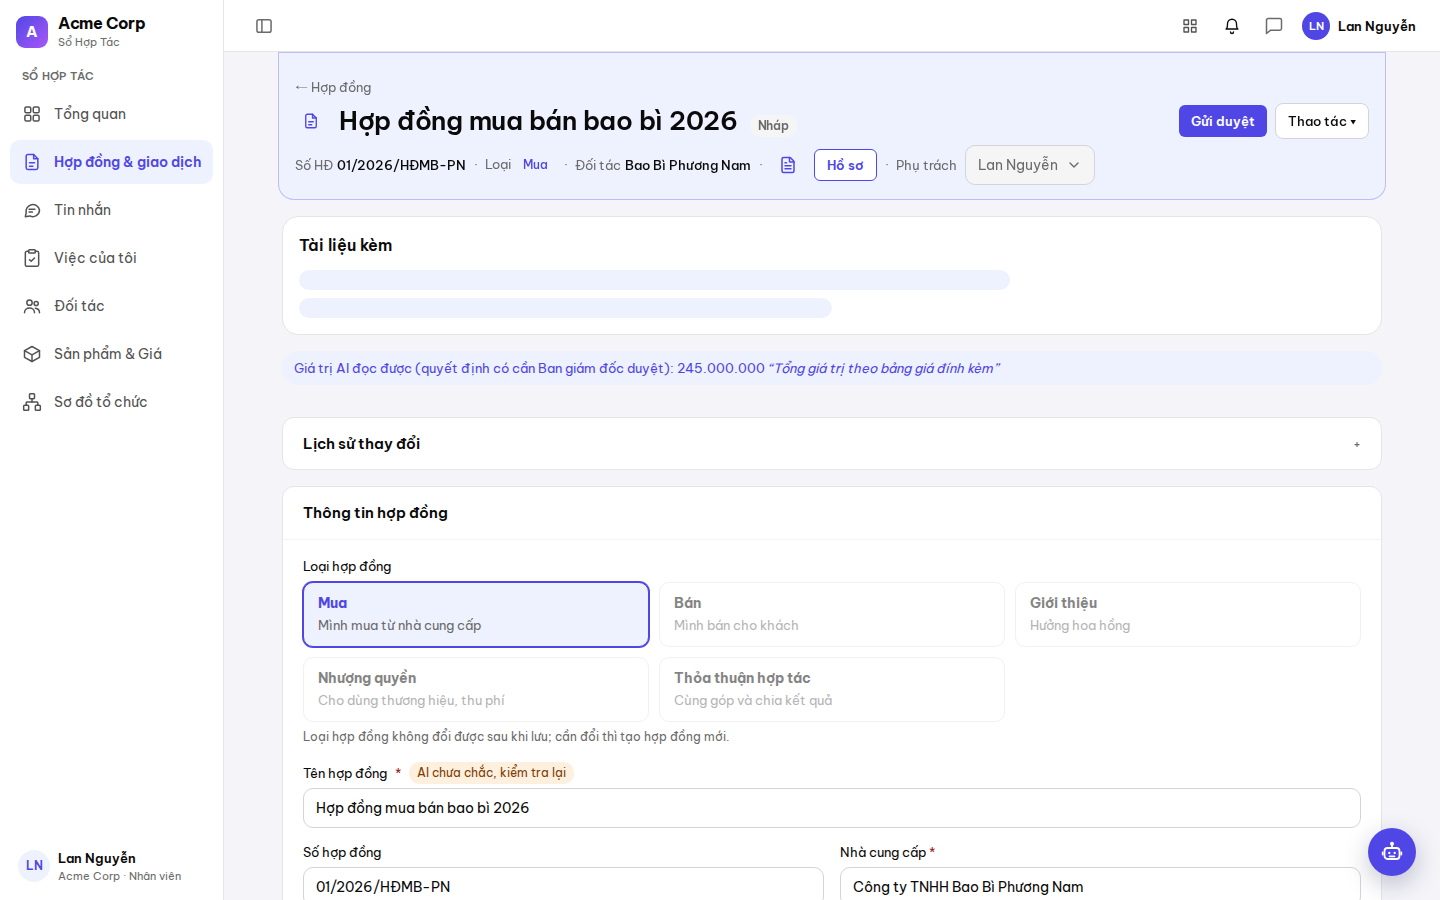 A
Acme Corp
Sổ Hợp Tác
SỔ HỢP TÁC
Tổng quan
Hợp đồng & giao dịch
Tin nhắn
Việc của tôi
Đối tác
Sản phẩm & Giá
Sơ đồ tổ chức
LN
Lan Nguyễn
Acme Corp · Nhân viên
LN Lan Nguyễn
← Hợp đồng
Hợp đồng mua bán bao bì 2026 Nháp
Gửi duyệt
Thao tác ▾
Số HĐ 01/2026/HĐMB-PN · Loại Mua · Đối tác Bao Bì Phương Nam · Hồ sơ · Phụ trách Lan Nguyễn
Tài liệu kèm
Giá trị AI đọc được (quyết định có cần Ban giám đốc duyệt): 245.000.000 “Tổng giá trị theo bảng giá đính kèm”
Lịch sử thay đổi +
Thông tin hợp đồng
Loại hợp đồng
Mua
Mình mua từ nhà cung cấp
Bán
Mình bán cho khách
Giới thiệu
Hưởng hoa hồng
Nhượng quyền
Cho dùng thương hiệu, thu phí
Thỏa thuận hợp tác
Cùng góp và chia kết quả
Loại hợp đồng không đổi được sau khi lưu; cần đổi thì tạo hợp đồng mới.
Tên hợp đồng * AI chưa chắc, kiểm tra lại
Hợp đồng mua bán bao bì 2026
Số hợp đồng
01/2026/HĐMB-PN
Nhà cung cấp *
Công ty TNHH Bao Bì Phương Nam